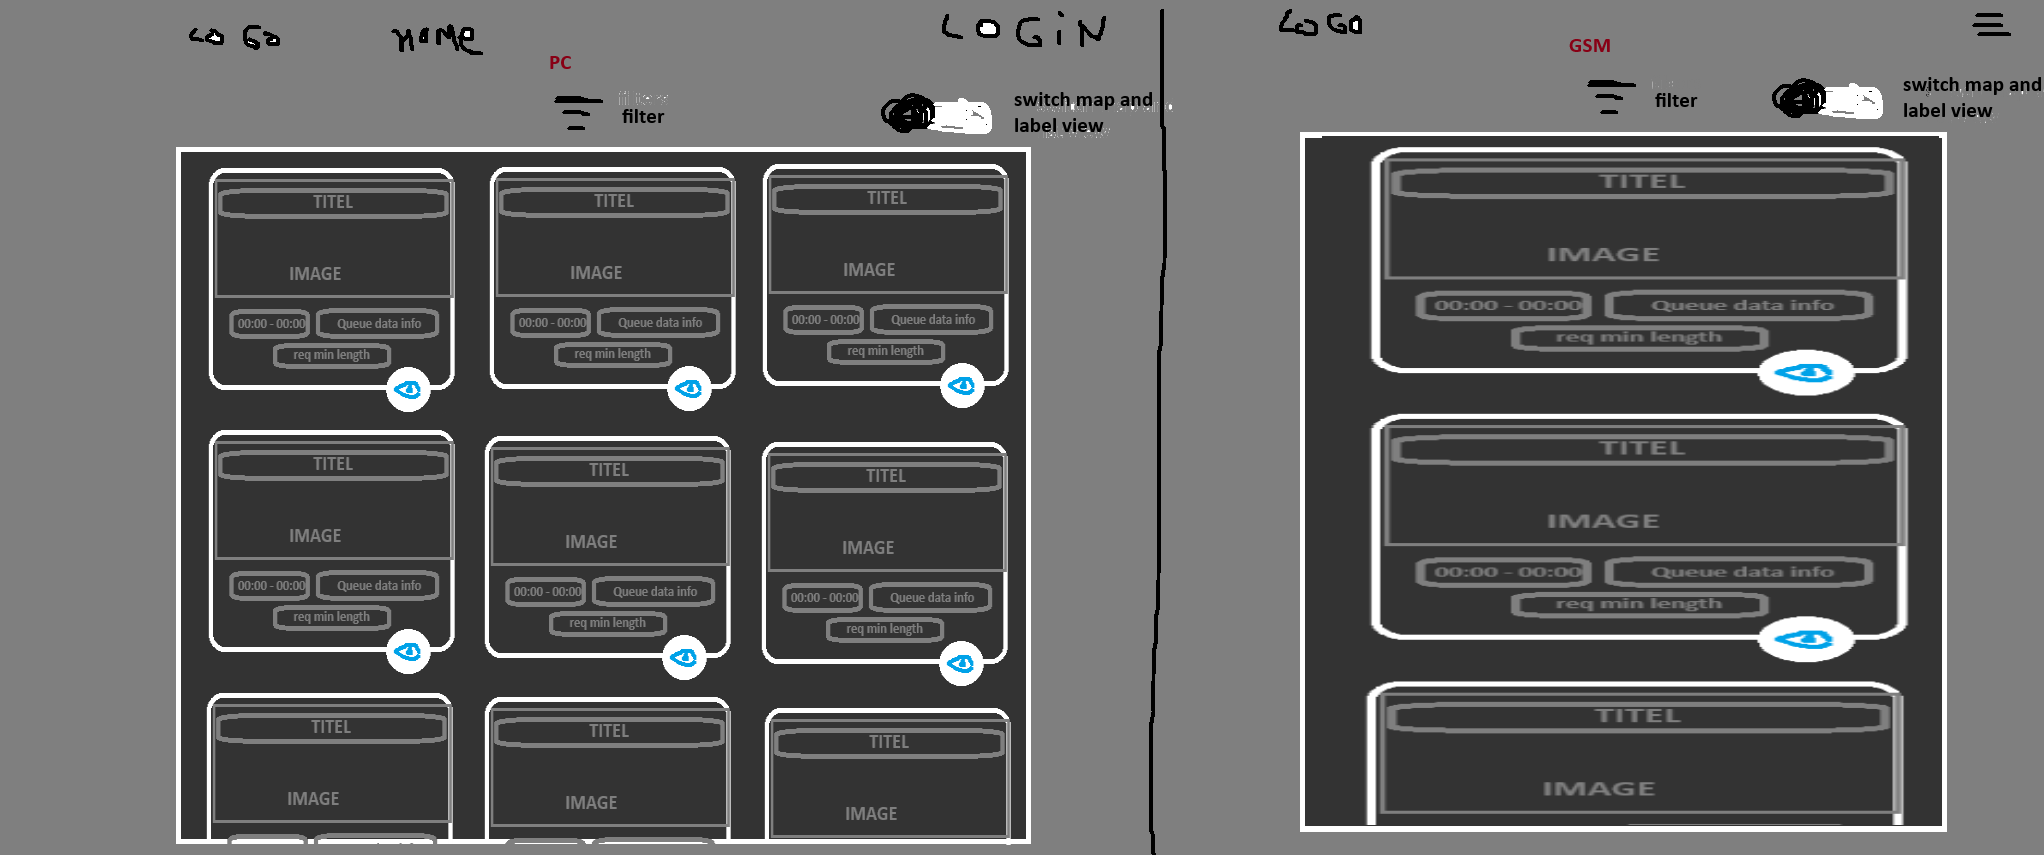 LOGO HOME LOGIN
PC
filters
filter
switch map and
label view
TITEL TITEL TITEL
IMAGE IMAGE IMAGE
00:00 - 00:00 Queue data info 00:00 - 00:00 Queue data info 00:00 - 00:00 Queue data info
req min length req min length req min length
TITEL TITEL TITEL
IMAGE IMAGE IMAGE
00:00 - 00:00 Queue data info 00:00 - 00:00 Queue data info 00:00 - 00:00 Queue data info
req min length req min length req min length
TITEL TITEL TITEL
IMAGE IMAGE IMAGE
LOGO
GSM
filter
switch map and
label view
TITEL
IMAGE
00:00 - 00:00 Queue data info
req min length
TITEL
IMAGE
00:00 - 00:00 Queue data info
req min length
TITEL
IMAGE